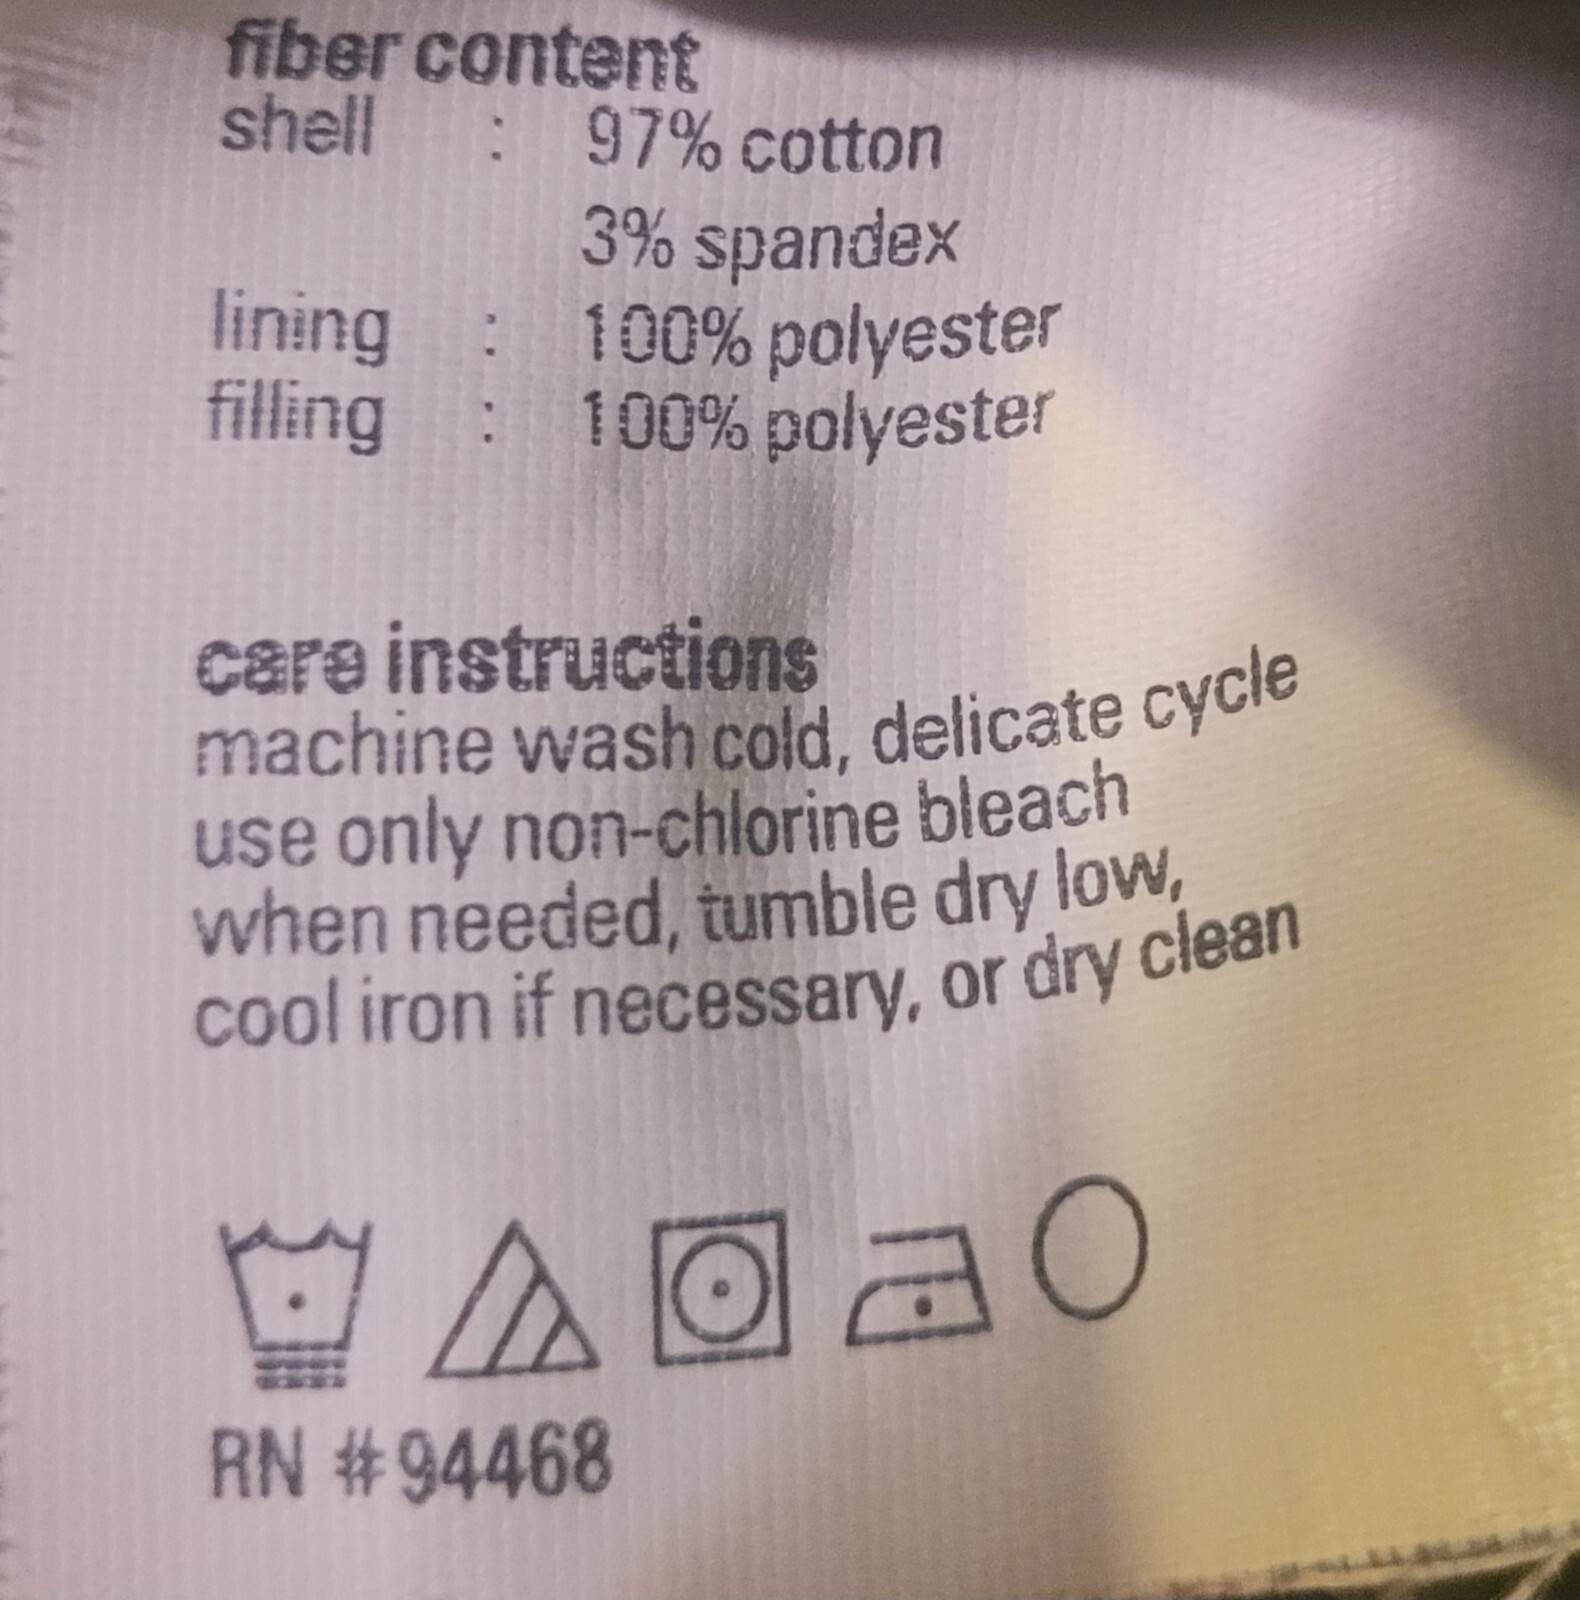 fiber content
shell : 97% cotton
3% spandex
lining : 100% polyester
filling : 100% polyester
care instructions
machine wash cold, delicate cycle
use only non-chlorine bleach
when needed, tumble dry low,
cool iron if necessary, or dry clean
RN #94468